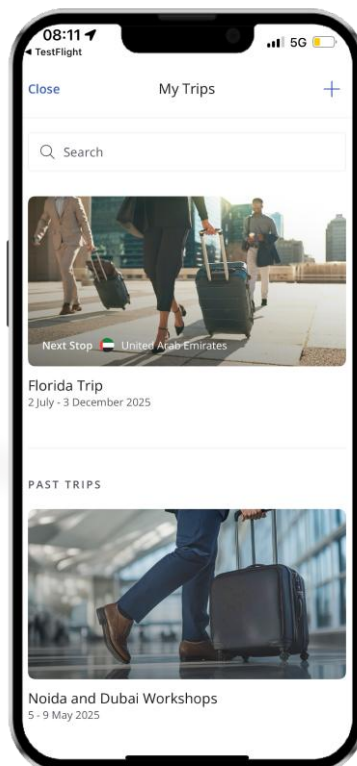 08:11
5G
◀ TestFlight
Close
My Trips
+
Search
Next Stop United Arab Emirates
Florida Trip
2 July - 3 December 2025
PAST TRIPS
Noida and Dubai Workshops
5 - 9 May 2025